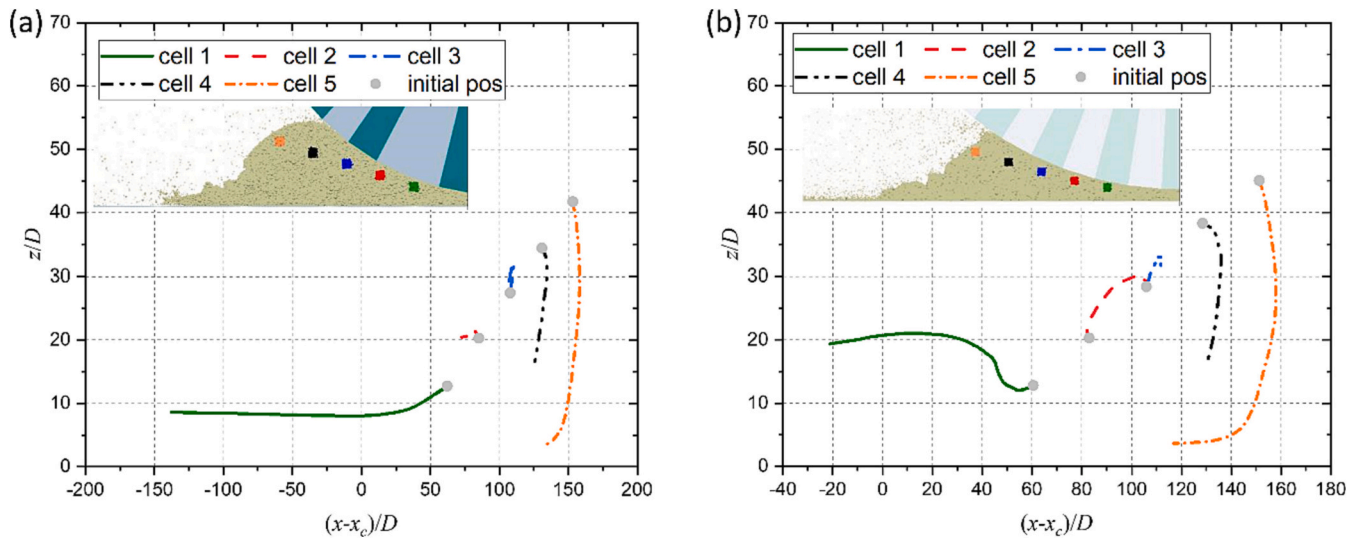 (a)
70
60
50
40
30
20
10
0
z/D
cell 1 cell 2 cell 3
cell 4 cell 5 initial pos
-200 -150 -100 -50 0 50 100 150 200
(x-x_c)/D
(b)
70
60
50
40
30
20
10
0
z/D
cell 1 cell 2 cell 3
cell 4 cell 5 initial pos
-40 -20 0 20 40 60 80 100 120 140 160 180
(x-x_c)/D